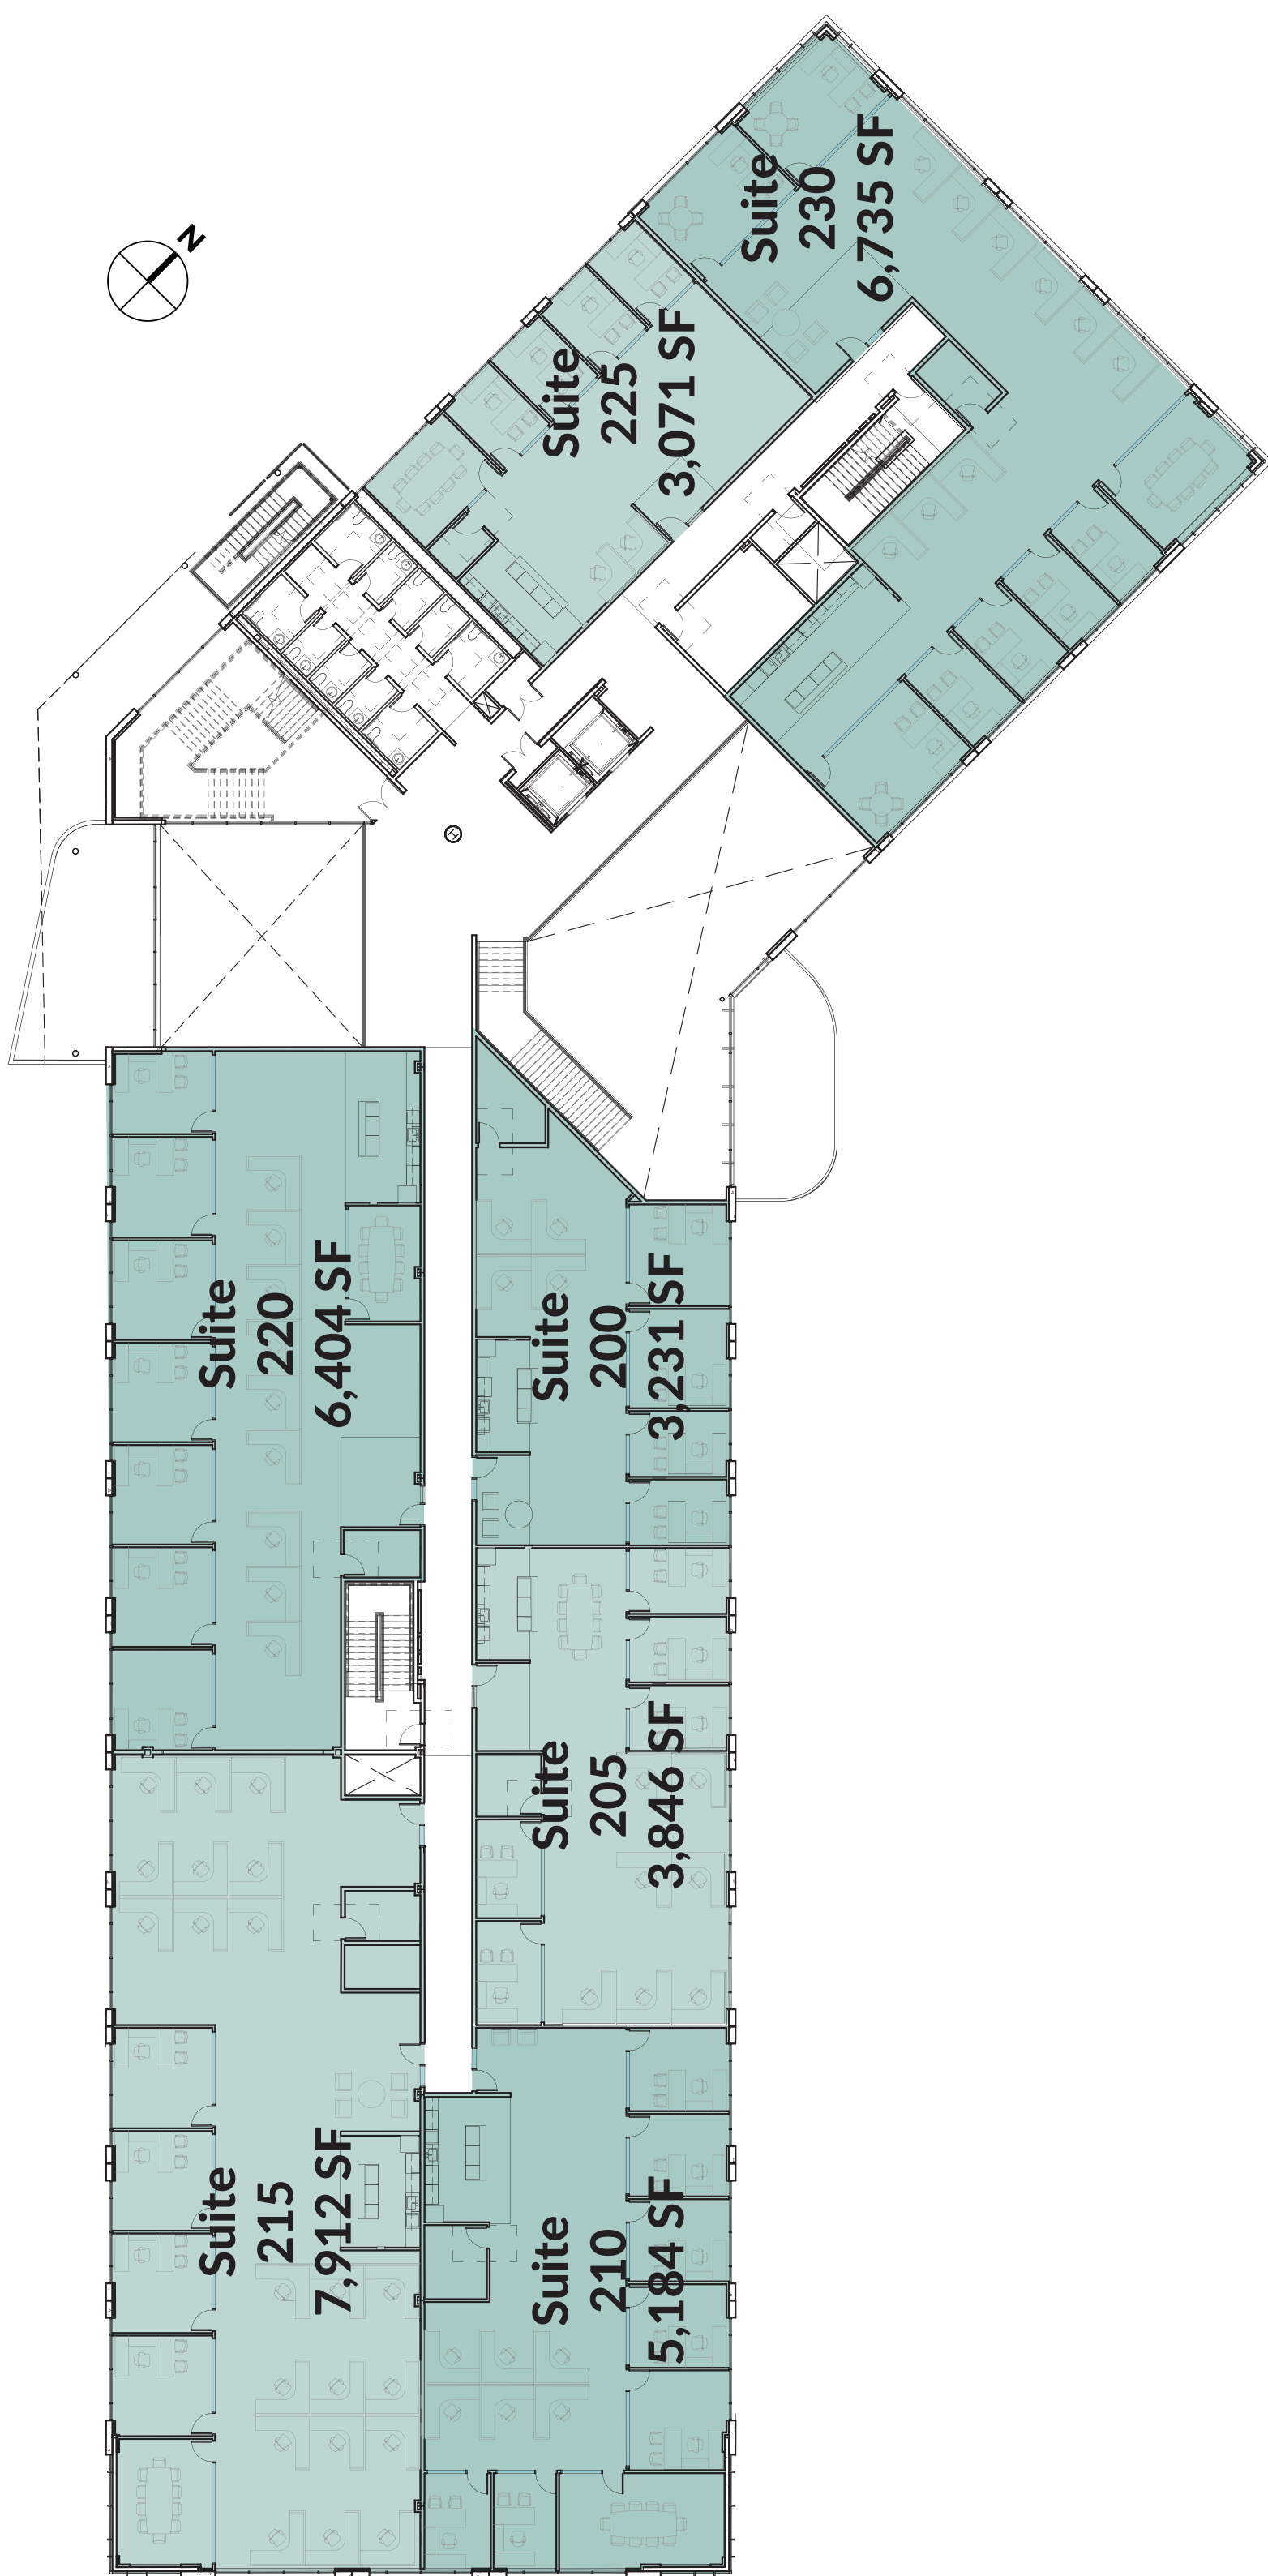 N
Suite
230
6,735 SF
Suite
225
3,071 SF
H
Suite
220
6,404 SF
Suite
200
3,231 SF
Suite
205
3,846 SF
Suite
215
7,912 SF
Suite
210
5,184 SF